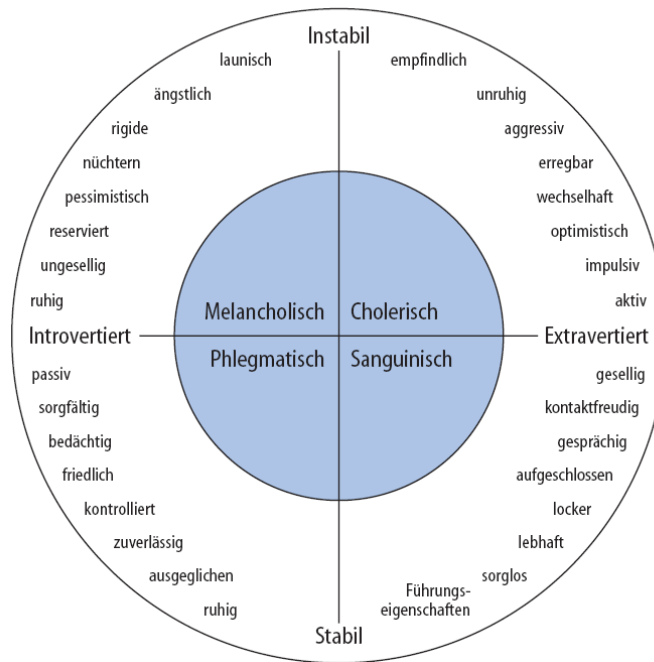 Instabil
launisch
empfindlich
ängstlich
unruhig
rigide
aggressiv
nüchtern
erregbar
pessimistisch
wechselhaft
reserviert
optimistisch
ungesellig
impulsiv
ruhig
aktiv
Melancholisch
Cholerisch
Introvertiert
Extravertiert
Phlegmatisch
Sanguinisch
passiv
gesellig
sorgfältig
kontaktfreudig
bedächtig
gesprächig
friedlich
aufgeschlossen
kontrolliert
locker
zuverlässig
lebhaft
ausgeglichen
sorglos
ruhig
Führungs-
eigenschaften
Stabil